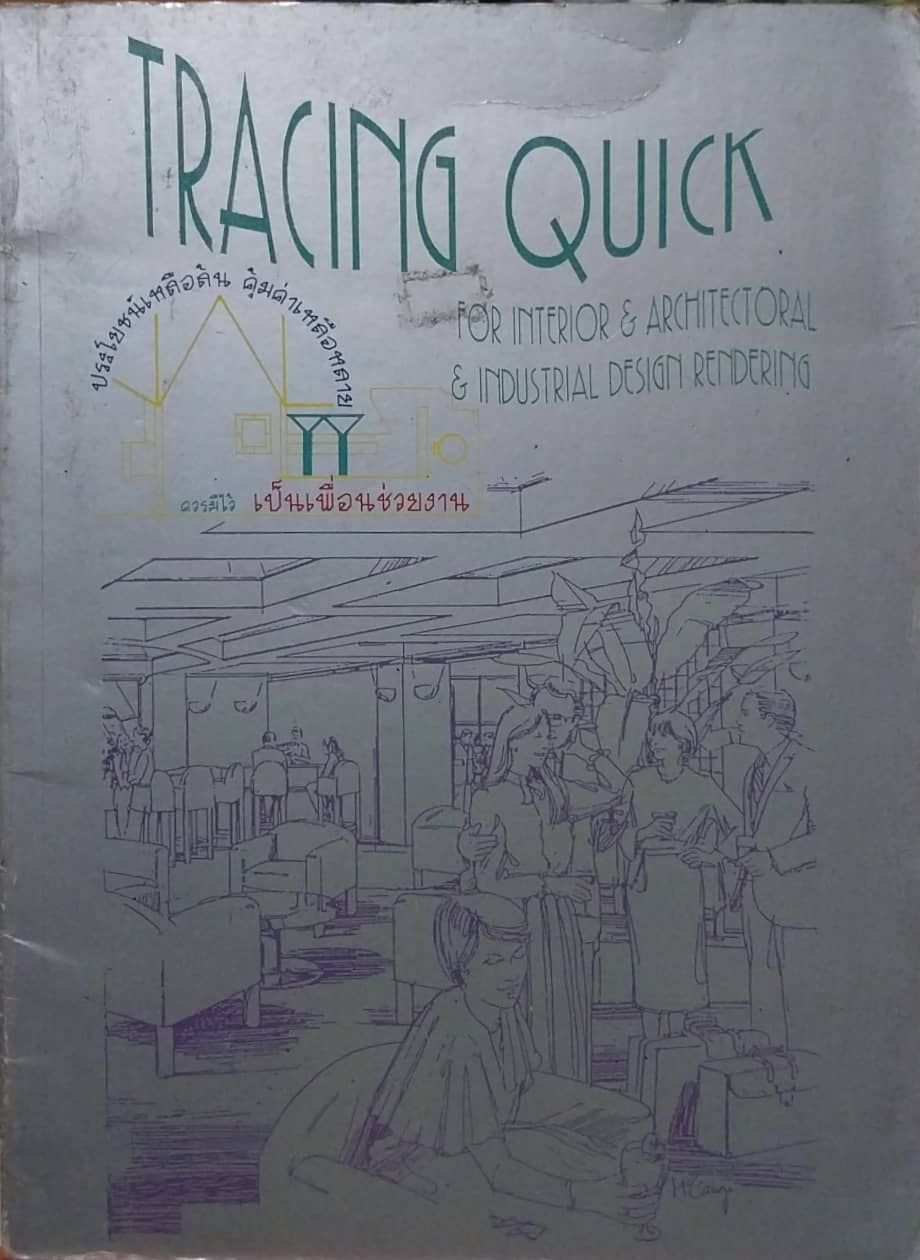 TRACING QUICK
FOR INTERIOR & ARCHITECTORAL
& INDUSTRIAL DESIGN RENDERING
ประโยชน์เหลือล้น คุ้มค่าเหลือหลาย
ควรมีไว้ เป็นเพื่อนช่วยงาน